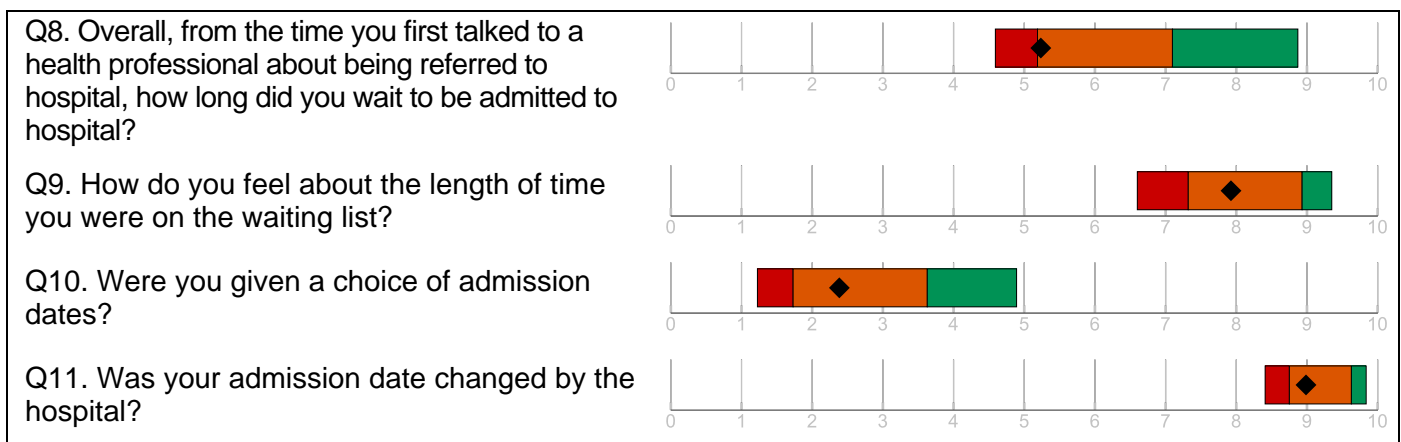 Q8. Overall, from the time you first talked to a
health professional about being referred to
hospital, how long did you wait to be admitted to
hospital?
0 1 2 3 4 5 6 7 8 9 10
Q9. How do you feel about the length of time
you were on the waiting list?
0 1 2 3 4 5 6 7 8 9 10
Q10. Were you given a choice of admission
dates?
0 1 2 3 4 5 6 7 8 9 10
Q11. Was your admission date changed by the
hospital?
0 1 2 3 4 5 6 7 8 9 10